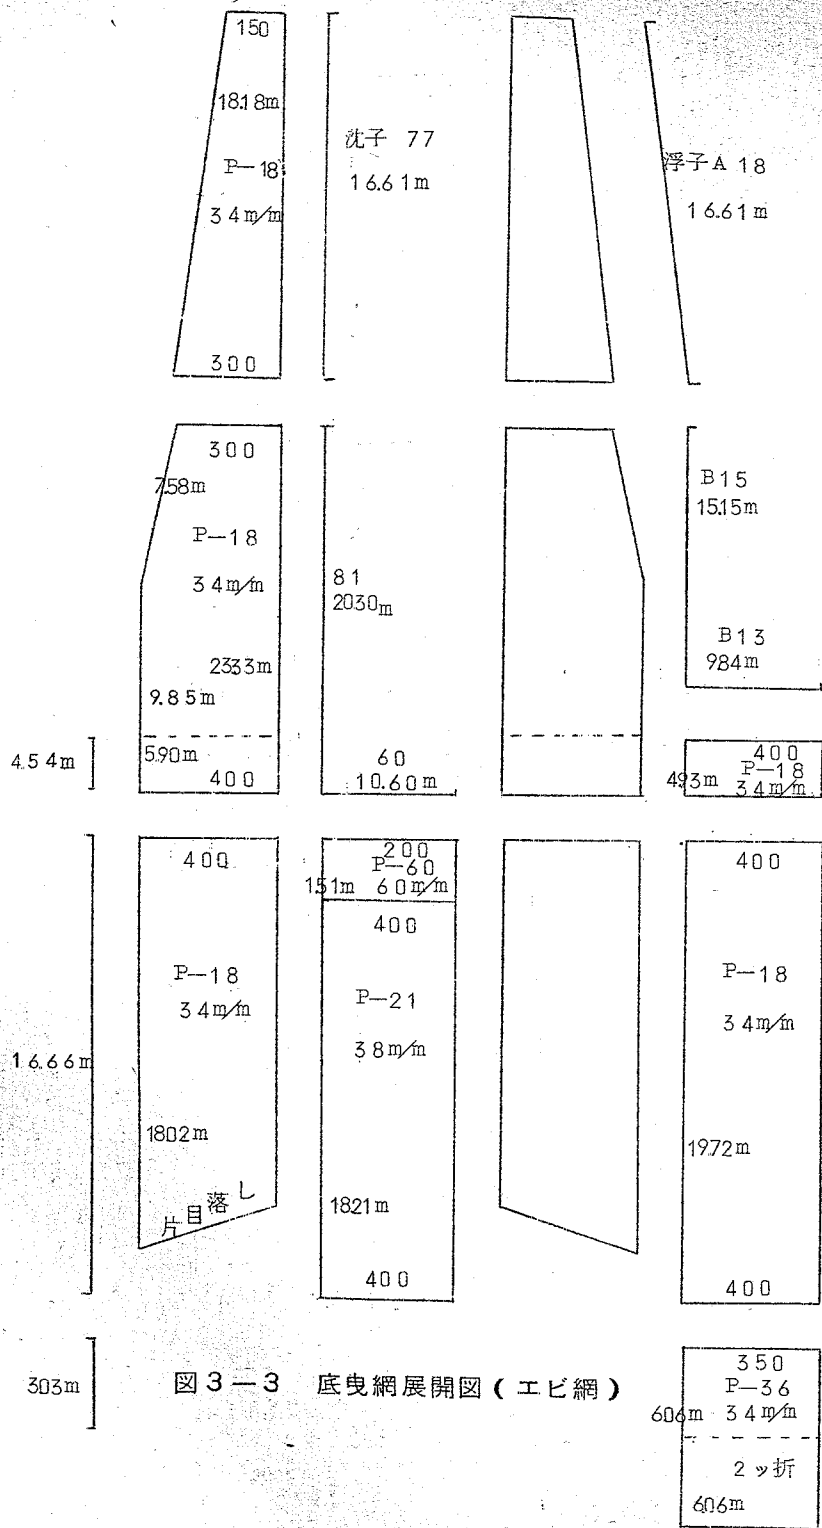 150
18.18m
P-18
34m/m
300
沈子 77
16.61m
浮子A 18
16.61m
300
7.58m
P-18
34m/m
23.33m
9.85m
5.90m
400
4.54m
81
20.30m
60
10.60m
B15
15.15m
B13
9.84m
400
P-18
4.93m 34m/m
400
P-18
34m/m
18.02m
片目落し
16.66m
200
P-60
1.51m 60m/m
400
P-21
38m/m
18.21m
400
400
P-18
34m/m
19.72m
400
3.03m
350
P-36
6.06m 34m/m
2ッ折
6.06m
図3-3 底曳網展開図(エビ網)